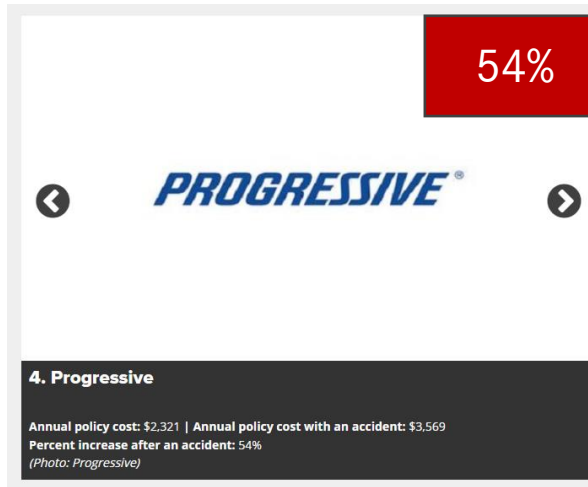 54%
PROGRESSIVE®
4. Progressive
Annual policy cost: $2,321 | Annual policy cost with an accident: $3,569
Percent increase after an accident: 54%
(Photo: Progressive)